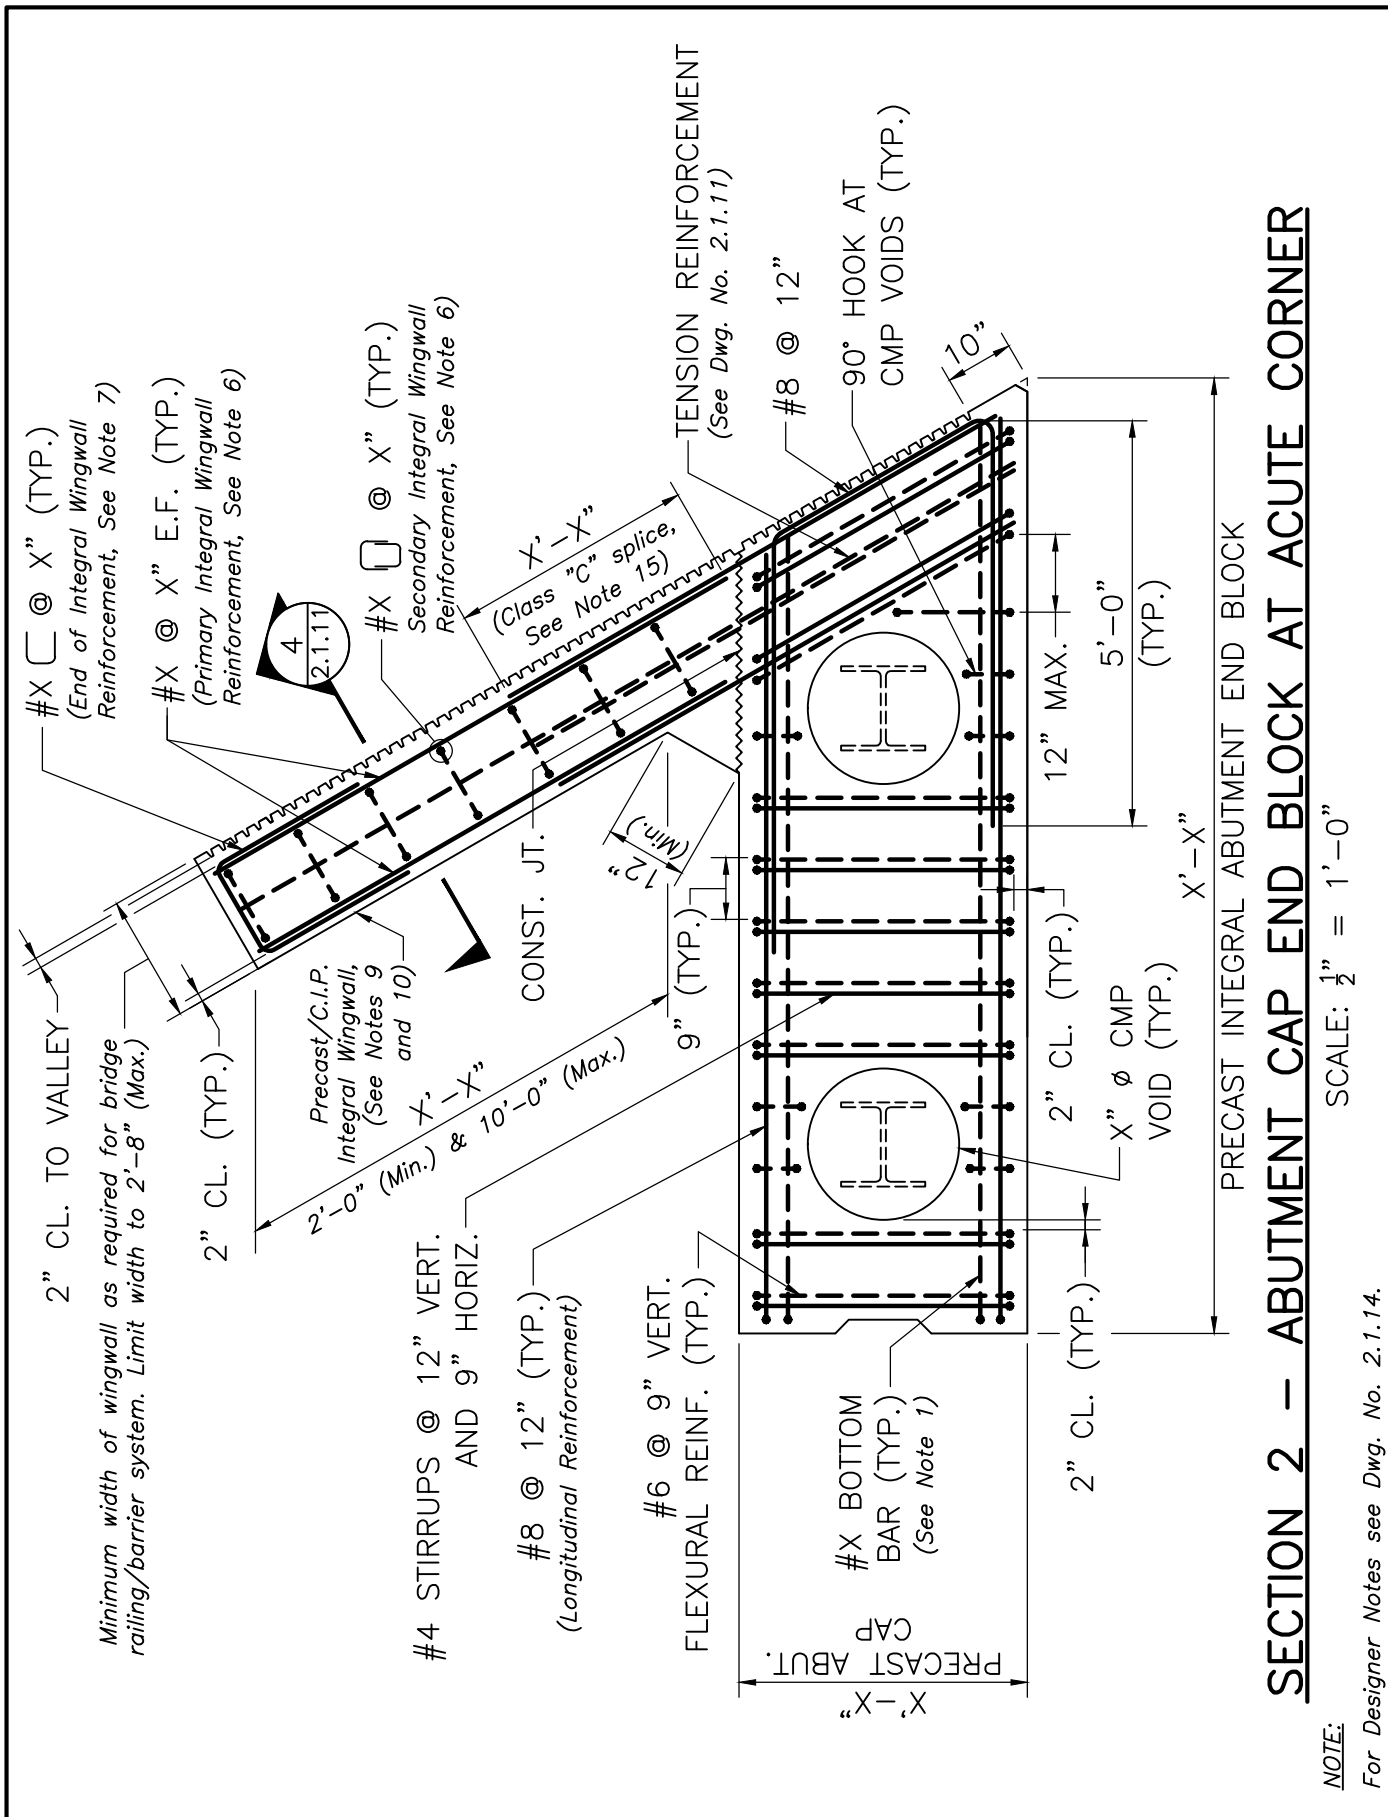 2" CL. TO VALLEY
Minimum width of wingwall as required for bridge
railing/barrier system. Limit width to 2'-8" (Max.)
2" CL. (TYP.)
#X @ X" (TYP.)
(End of Integral Wingwall
Reinforcement, See Note 7)
#X @ X" E.F. (TYP.)
(Primary Integral Wingwall
Reinforcement, See Note 6)
4
2.1.11
#X @ X" (TYP.)
Secondary Integral Wingwall
Reinforcement, See Note 6)
X'-X"
(Class "C" splice,
See Note 15)
TENSION REINFORCEMENT
(See Dwg. No. 2.1.11)
#8 @ 12"
90° HOOK AT
CMP VOIDS (TYP.)
10"
Precast/C.I.P.
Integral Wingwall,
(See Notes 9
and 10)
X'-X"
2'-0" (Min.) & 10'-0" (Max.)
CONST. JT.
12"
(Min.)
9" (TYP.)
#4 STIRRUPS @ 12" VERT.
AND 9" HORIZ.
#8 @ 12" (TYP.)
(Longitudinal Reinforcement)
#6 @ 9" VERT.
FLEXURAL REINF. (TYP.)
#X BOTTOM
BAR (TYP.)
(See Note 1)
X'-X"
PRECAST ABUT.
CAP
2" CL. (TYP.)
X" ø CMP
VOID (TYP.)
2" CL. (TYP.)
12" MAX.
5'-0"
(TYP.)
X'-X"
PRECAST INTEGRAL ABUTMENT END BLOCK
SECTION 2 - ABUTMENT CAP END BLOCK AT ACUTE CORNER
SCALE: ½" = 1'-0"
NOTE:
For Designer Notes see Dwg. No. 2.1.14.